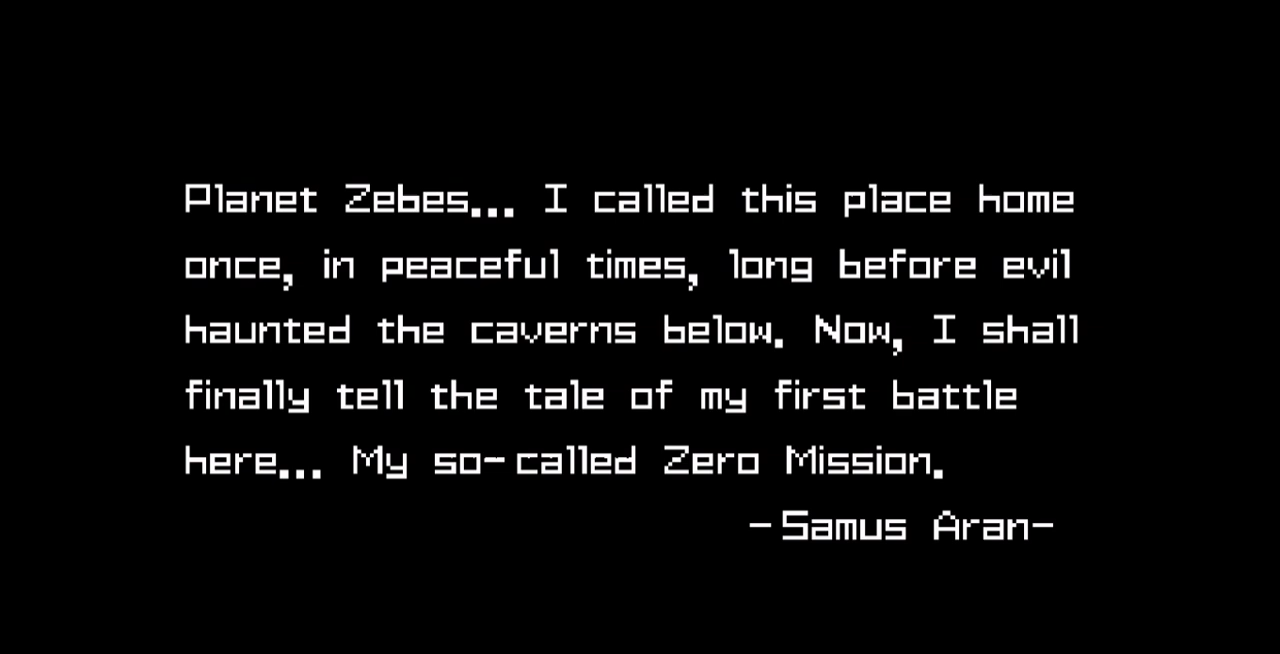 Planet Zebes... I called this place home
once, in peaceful times, long before evil
haunted the caverns below. Now, I shall
finally tell the tale of my first battle
here... My so-called Zero Mission.
-Samus Aran-